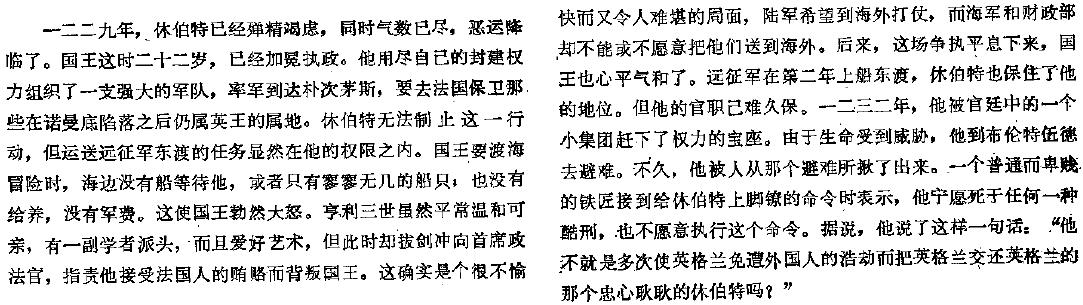 一二二九年，休伯特已经殚精竭虑，同时气数已尽，恶运降
临了。国王这时二十二岁，已经加冕执政。他用尽自己的封建权
力组织了一支强大的军队，率军到达朴次茅斯，要去法国保卫那
些在诺曼底陷落之后仍属英王的属地。休伯特无法制止这一行
动，但运送远征军东渡的任务显然在他的权限之内。国王要渡海
冒险时，海边没有船等待他，或者只有寥寥无几的船只；也没有
给养，没有军费。这使国王勃然大怒。亨利三世虽然平常温和可
亲，有一副学者派头，而且爱好艺术，但此时却拔剑冲向首席政
法官，指责他接受法国人的贿赂而背叛国王。这确实是个很不愉
快而又令人难堪的局面，陆军希望到海外打仗，而海军和财政部
却不能或不愿意把他们送到海外。后来，这场争执平息下来，国
王也心平气和了。远征军在第二年上船东渡，休伯特也保住了他
的地位。但他的官职已难久保。一二三二年，他被宫廷中的一个
小集团赶下了权力的宝座。由于生命受到威胁，他到布伦特伍德
去避难。不久，他被人从那个避难所揪了出来。一个普通而卑贱
的铁匠接到给休伯特上脚镣的命令时表示，他宁愿死于任何一种
酷刑，也不愿意执行这个命令。据说，他说了这样一句话：“他
不就是多次使英格兰免遭外国人的浩劫而把英格兰交还英格兰的
那个忠心耿耿的休伯特吗？”